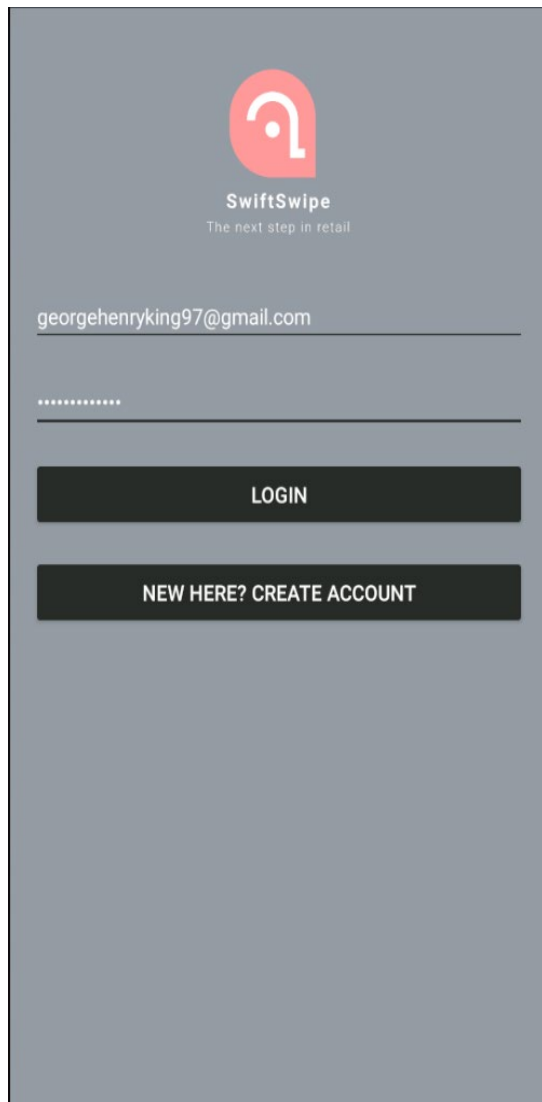 SwiftSwipe
The next step in retail
georgehenryking97@gmail.com
•••••••••••••
LOGIN
NEW HERE? CREATE ACCOUNT